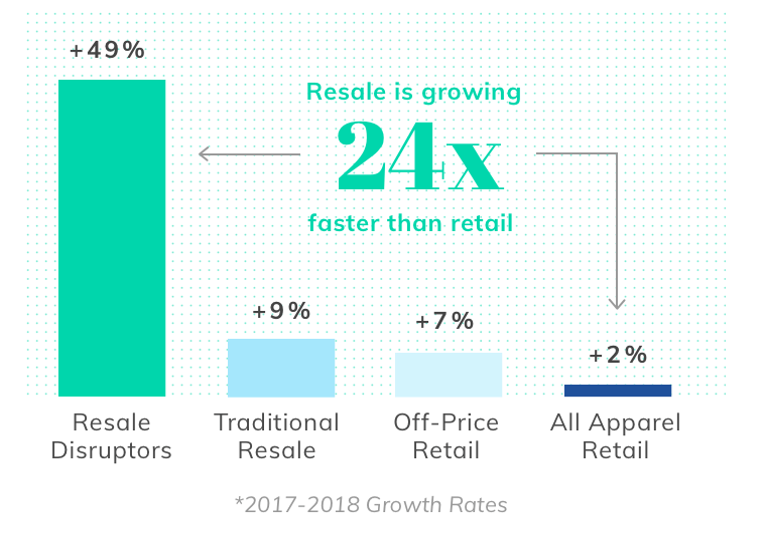 +49%
Resale is growing
24x
faster than retail
+9%
+7%
+2%
Resale
Disruptors
Traditional
Resale
Off-Price
Retail
All Apparel
Retail
*2017-2018 Growth Rates